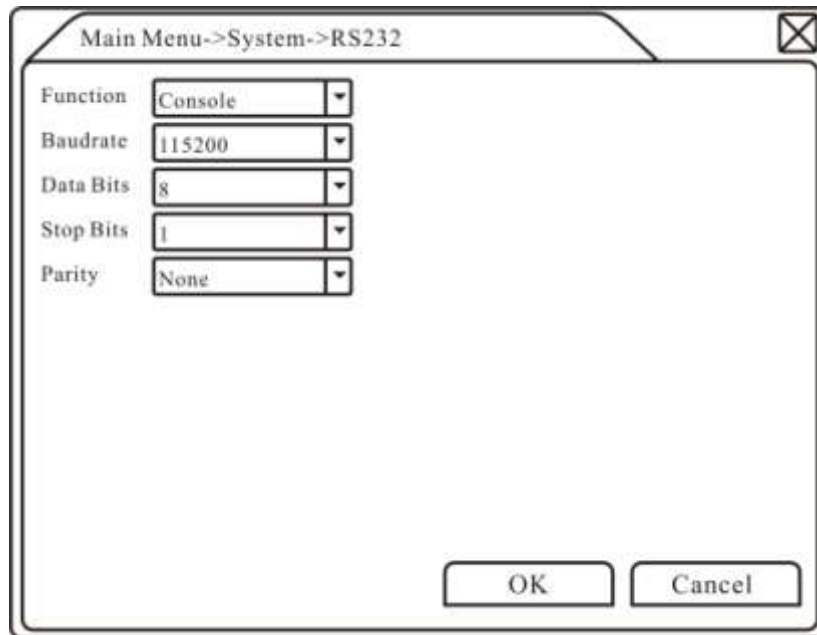 Main Menu->System->RS232
Function Console
Baudrate 115200
Data Bits 8
Stop Bits 1
Parity None
OK Cancel